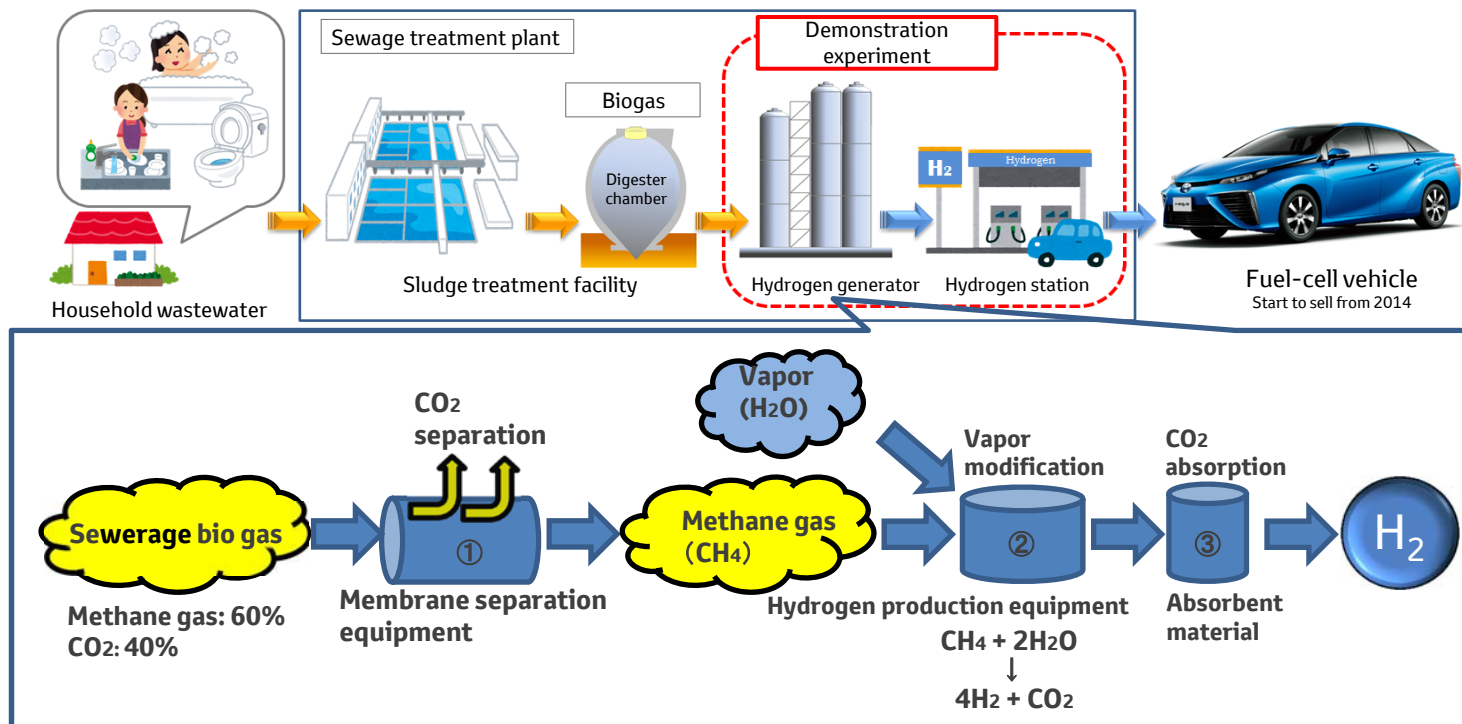 Sewage treatment plant
Demonstration
experiment
Biogas
Digester
chamber
H2
Hydrogen
Household wastewater
Sludge treatment facility
Hydrogen generator
Hydrogen station
Fuel-cell vehicle
Start to sell from 2014
CO2
separation
Vapor
(H2O)
Vapor
modification
CO2
absorption
Sewerage bio gas
①
Methane gas
(CH4)
②
③
H2
Methane gas: 60%
CO2: 40%
Membrane separation
equipment
Hydrogen production equipment
CH4 + 2H2O
↓
4H2 + CO2
Absorbent
material